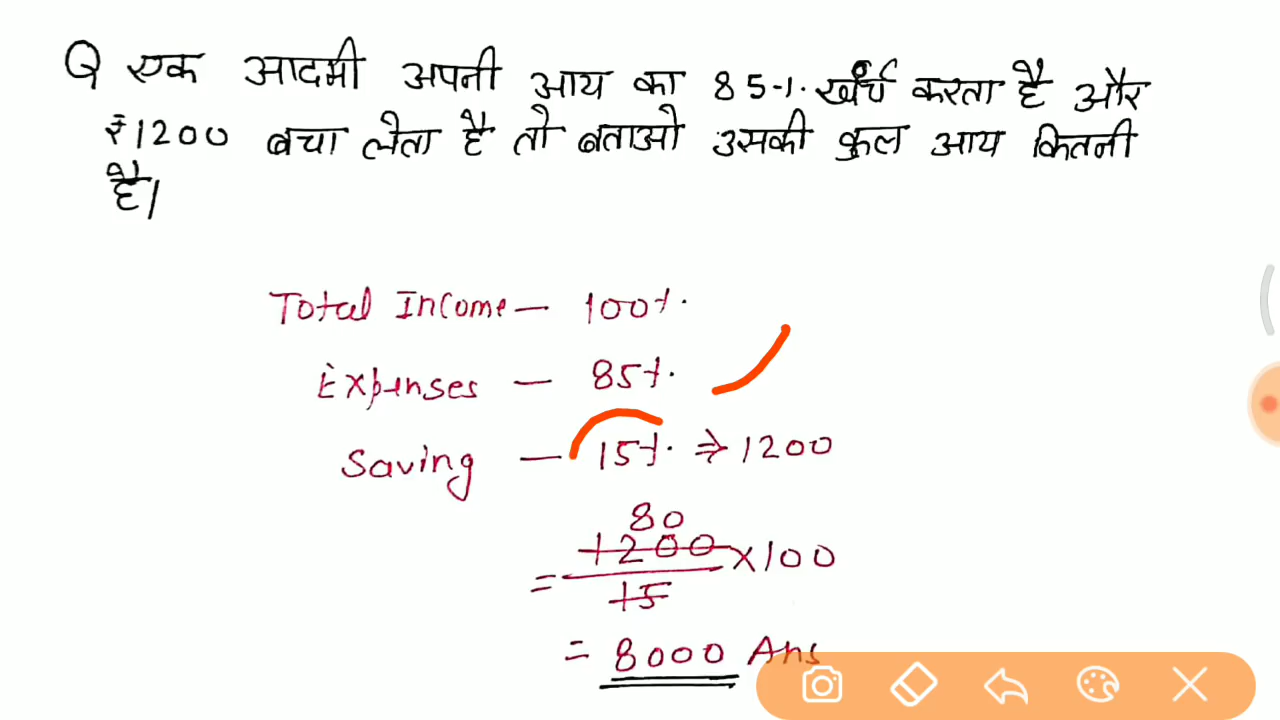 Q एक आदमी अपनी आय का 85% खर्च करता है और
₹1200 बचा लेता है तो बताओ उसकी कुल आय कितनी
है।
Total Income — 100%
Expenses — 85%
Saving — 15% ⇒ 1200
80
= 1200/15 × 100
= 8000 Ans